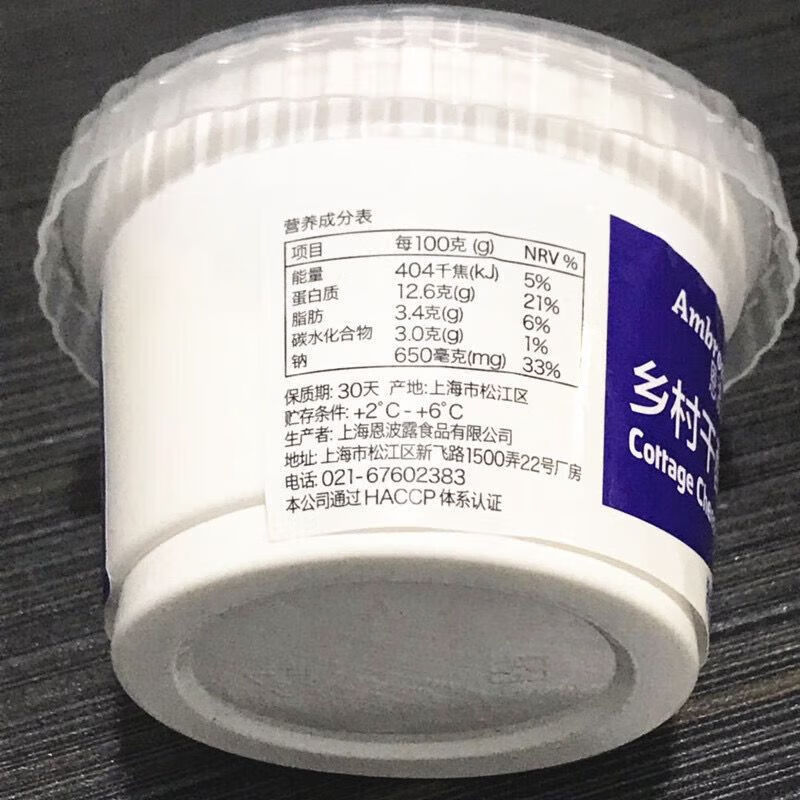 营养成分表
项目 每100克 (g) NRV %
能量 404千焦(kJ) 5%
蛋白质 12.6克(g) 21%
脂肪 3.4克(g) 6%
碳水化合物 3.0克(g) 1%
钠 650毫克(mg) 33%
保质期: 30天 产地:上海市松江区
贮存条件: +2°C - +6°C
生产者: 上海恩波露食品有限公司
地址: 上海市松江区新飞路1500弄22号厂房
电话: 021-67602383
本公司通过HACCP体系认证
Ambro
乡村干
Cottage Che